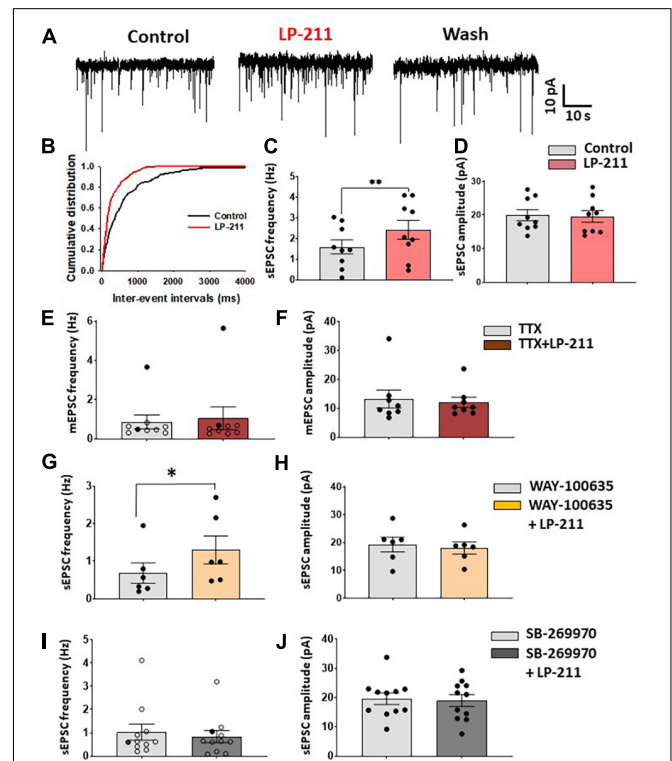 A
Control
LP-211
Wash
10 pA
10 s
B
Cumulative distribution
1.0
0.8
0.6
0.4
0.2
0.0
0
1000
2000
3000
4000
Inter-event intervals (ms)
Control
LP-211
C
sEPSC frequency (Hz)
5
4
3
2
1
0
**
D
sEPSC amplitude (pA)
30
20
10
0
Control
LP-211
E
mEPSC frequency (Hz)
6
4
2
0
F
mEPSC amplitude (pA)
40
30
20
10
0
TTX
TTX+LP-211
G
sEPSC frequency (Hz)
3
2
1
0
*
H
sEPSC amplitude (pA)
40
30
20
10
0
WAY-100635
WAY-100635
+ LP-211
I
sEPSC frequency (Hz)
5
4
3
2
1
0
J
sEPSC amplitude (pA)
40
30
20
10
0
SB-269970
SB-269970
+ LP-211